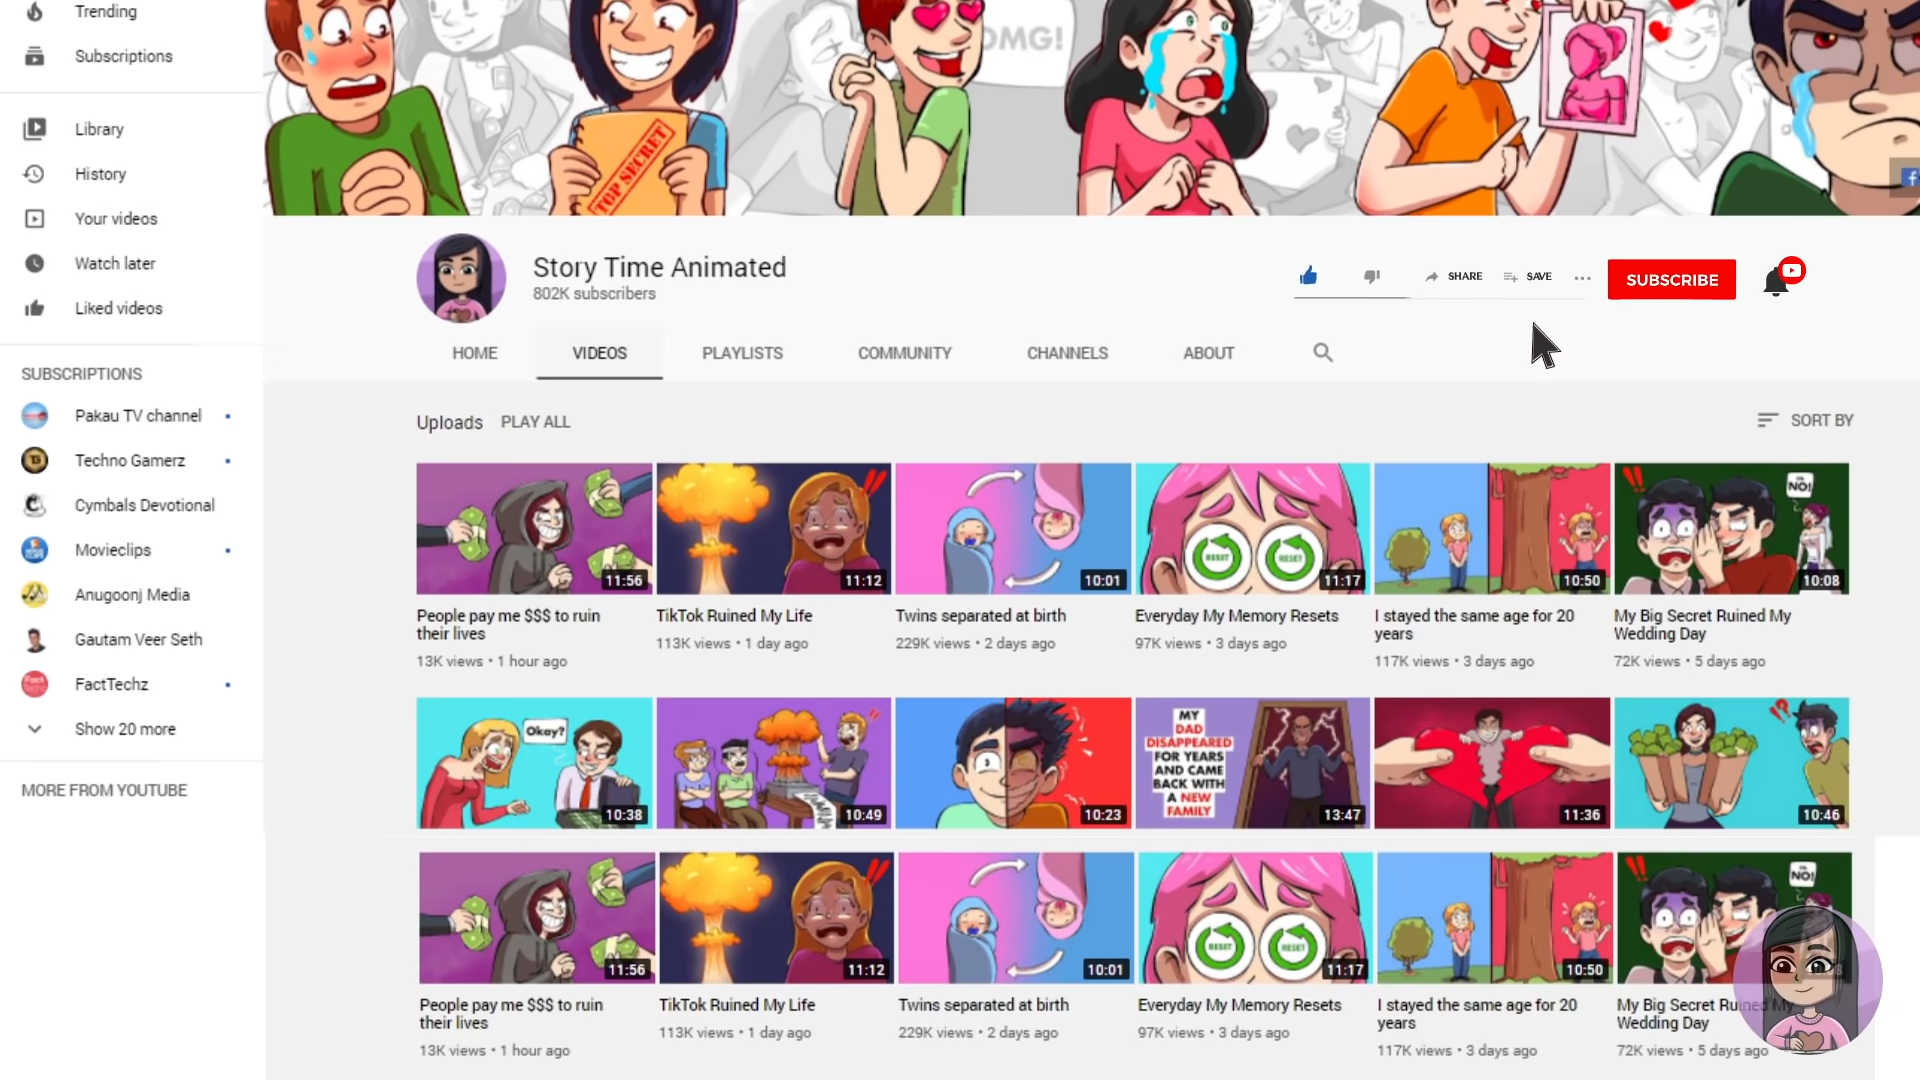 Trending
Subscriptions
Library
History
Your videos
Watch later
Liked videos
SUBSCRIPTIONS
Pakau TV channel
Techno Gamerz
Cymbals Devotional
Movieclips
Anugoonj Media
Gautam Veer Seth
FactTechz
Show 20 more
MORE FROM YOUTUBE
OMG!
TOP SECRET
f
Story Time Animated
802K subscribers
SHARE
SAVE
SUBSCRIBE
HOME
VIDEOS
PLAYLISTS
COMMUNITY
CHANNELS
ABOUT
Uploads
PLAY ALL
SORT BY
11:56
11:12
10:01
RESET
RESET
11:17
10:50
NO!
10:08
People pay me $$$ to ruin
their lives
13K views • 1 hour ago
TikTok Ruined My Life
113K views • 1 day ago
Twins separated at birth
229K views • 2 days ago
Everyday My Memory Resets
97K views • 3 days ago
I stayed the same age for 20
years
117K views • 3 days ago
My Big Secret Ruined My
Wedding Day
72K views • 5 days ago
Okay?
10:38
10:49
10:23
MY
DAD
DISAPPEARED
FOR YEARS
AND CAME
BACK WITH
A NEW
FAMILY
13:47
11:36
10:46
11:56
11:12
10:01
RESET
RESET
11:17
10:50
NO!
People pay me $$$ to ruin
their lives
13K views • 1 hour ago
TikTok Ruined My Life
113K views • 1 day ago
Twins separated at birth
229K views • 2 days ago
Everyday My Memory Resets
97K views • 3 days ago
I stayed the same age for 20
years
117K views • 3 days ago
My Big Secret Ruined My
Wedding Day
72K views • 5 days ago